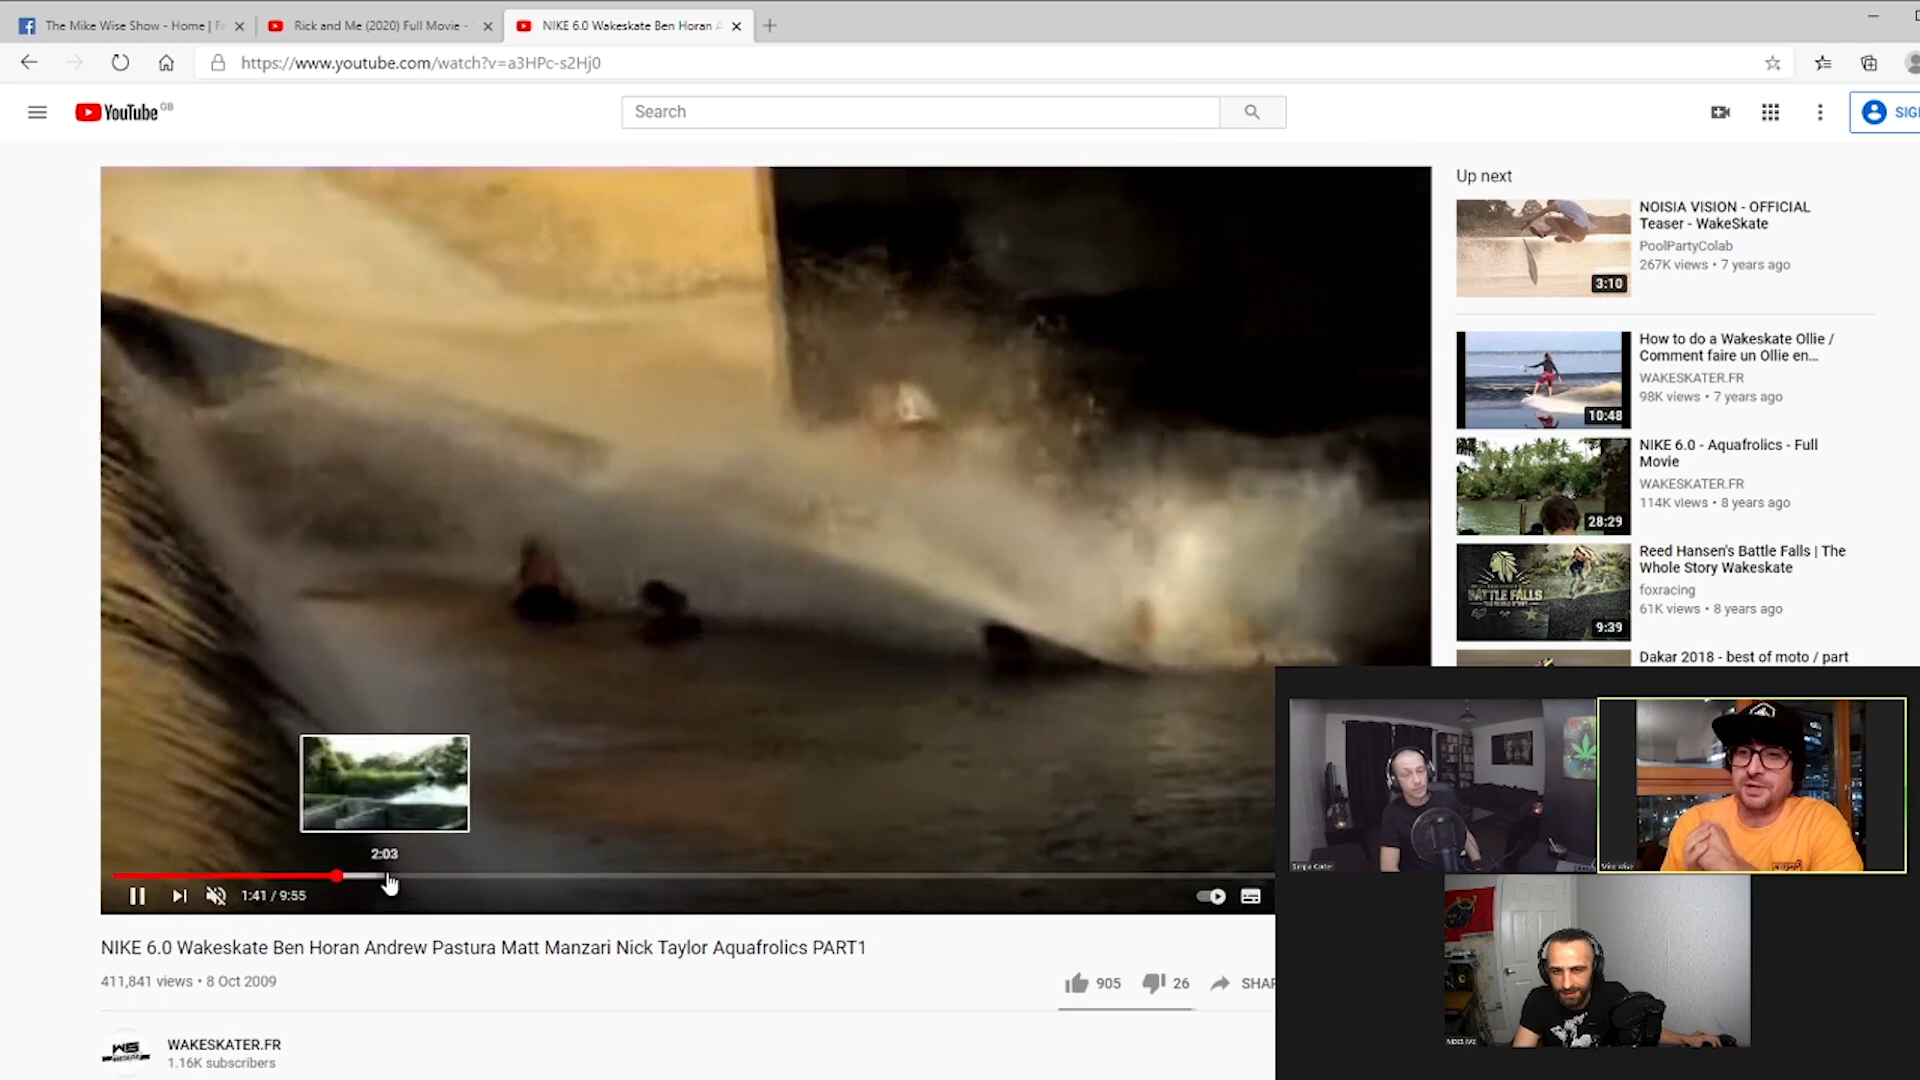 The Mike Wise Show - Home | F
Rick and Me (2020) Full Movie -
NIKE 6.0 Wakeskate Ben Horan A
https://www.youtube.com/watch?v=a3HPc-s2Hj0
YouTube GB
Search
SIG
Up next
NOISIA VISION - OFFICIAL
Teaser - WakeSkate
PoolPartyColab
267K views • 7 years ago
3:10
How to do a Wakeskate Ollie /
Comment faire un Ollie en...
WAKESKATER.FR
98K views • 7 years ago
10:48
NIKE 6.0 - Aquafrolics - Full
Movie
WAKESKATER.FR
114K views • 8 years ago
28:29
Reed Hansen's Battle Falls | The
Whole Story Wakeskate
foxracing
61K views • 8 years ago
BATTLE FALLS
9:39
Dakar 2018 - best of moto / part
2:03
1:41 / 9:55
NIKE 6.0 Wakeskate Ben Horan Andrew Pastura Matt Manzari Nick Taylor Aquafrolics PART1
411,841 views • 8 Oct 2009
905
26
SHAR
WAKESKATER.FR
1.16K subscribers